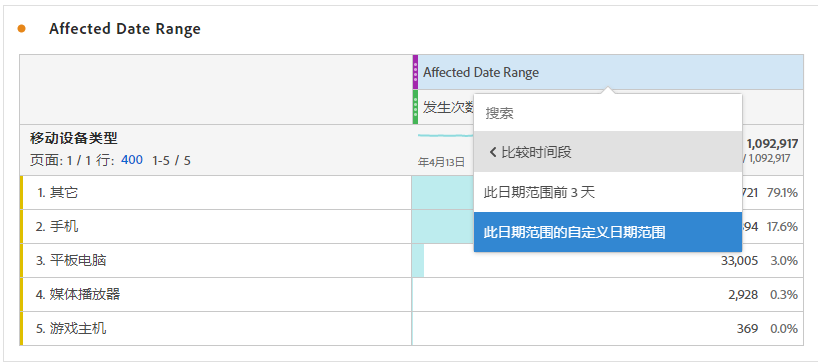 Affected Date Range
Affected Date Range
发生次数
搜索
移动设备类型
页面: 1 / 1 行: 400 1-5 / 5
年4月13日
1,092,917
/ 1,092,917
比较时间段
1. 其它
721 79.1%
此日期范围前 3 天
2. 手机
394 17.6%
此日期范围的自定义日期范围
3. 平板电脑
33,005 3.0%
4. 媒体播放器
2,928 0.3%
5. 游戏主机
369 0.0%